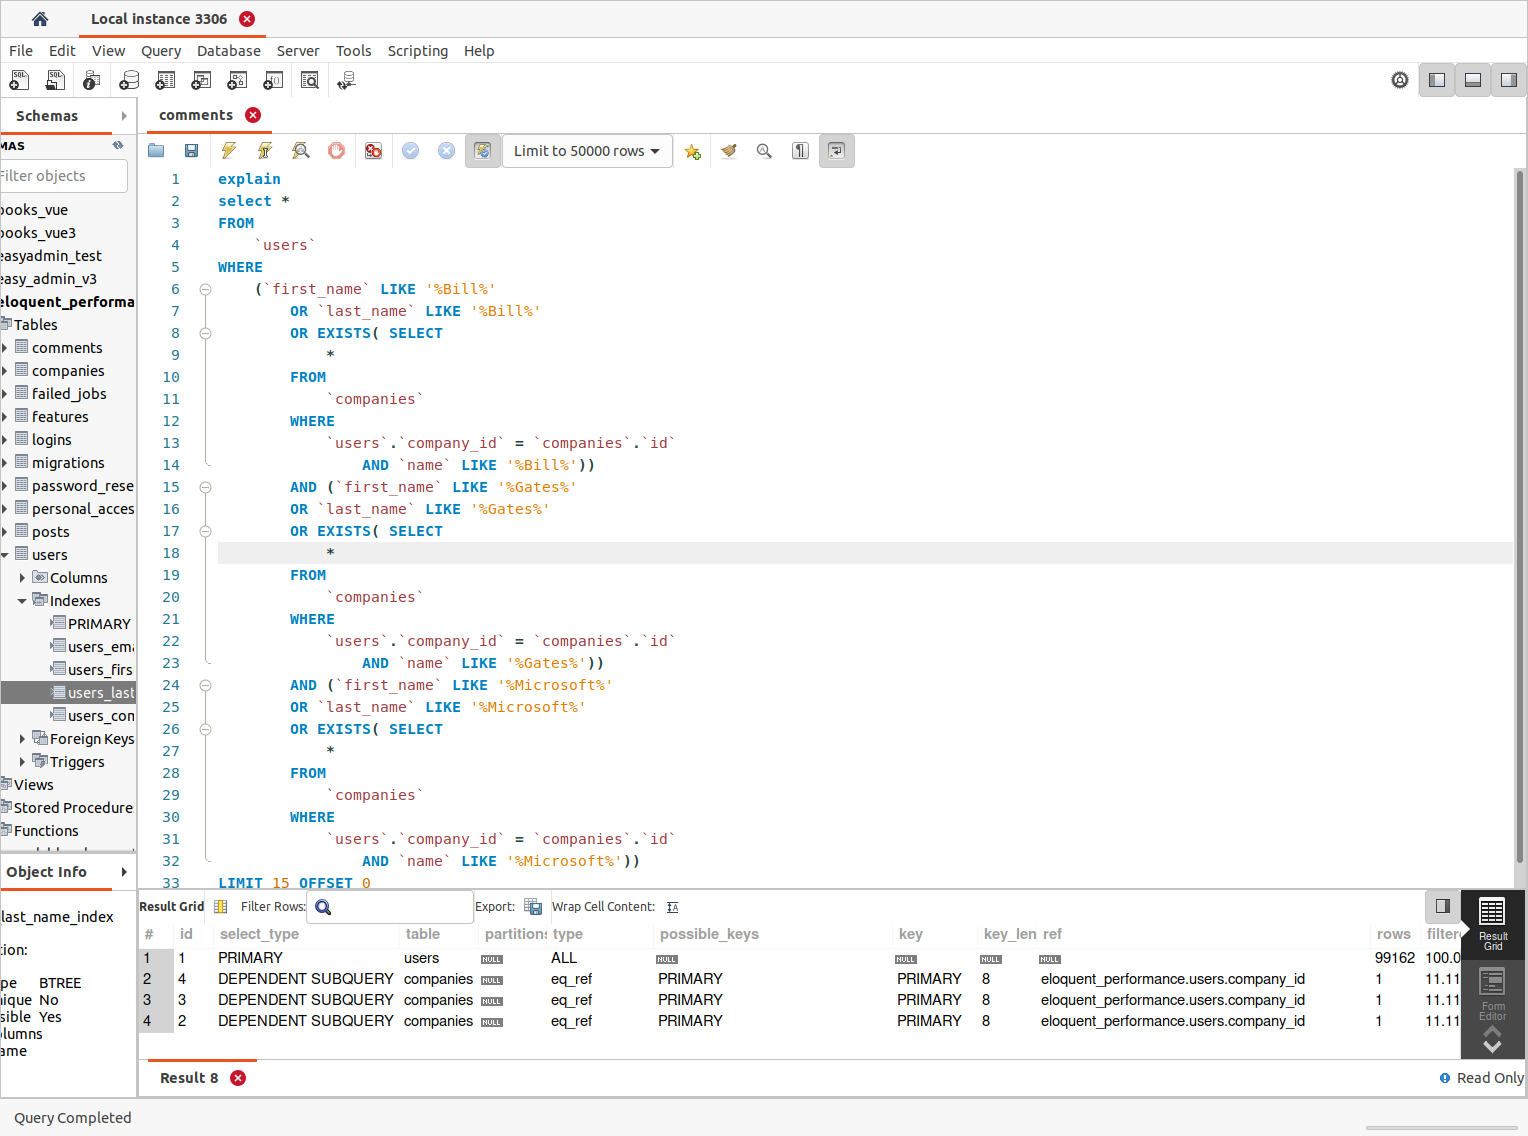 Local instance 3306
File Edit View Query Database Server Tools Scripting Help
Schemas
comments
MAS
Limit to 50000 rows
Filter objects
books_vue
books_vue3
easyadmin_test
easy_admin_v3
eloquent_performa
Tables
comments
companies
failed_jobs
features
logins
migrations
password_rese
personal_acces
posts
users
Columns
Indexes
PRIMARY
users_ema
users_firs
users_last
users_con
Foreign Keys
Triggers
Views
Stored Procedure
Functions
1 explain
2 select *
3 FROM
4 `users`
5 WHERE
6 (`first_name` LIKE '%Bill%'
7 OR `last_name` LIKE '%Bill%'
8 OR EXISTS( SELECT
9 *
10 FROM
11 `companies`
12 WHERE
13 `users`.`company_id` = `companies`.`id`
14 AND `name` LIKE '%Bill%'))
15 AND (`first_name` LIKE '%Gates%'
16 OR `last_name` LIKE '%Gates%'
17 OR EXISTS( SELECT
18 *
19 FROM
20 `companies`
21 WHERE
22 `users`.`company_id` = `companies`.`id`
23 AND `name` LIKE '%Gates%'))
24 AND (`first_name` LIKE '%Microsoft%'
25 OR `last_name` LIKE '%Microsoft%'
26 OR EXISTS( SELECT
27 *
28 FROM
29 `companies`
30 WHERE
31 `users`.`company_id` = `companies`.`id`
32 AND `name` LIKE '%Microsoft%'))
33 LIMIT 15 OFFSET 0
Object Info
last_name_index
ion:
pe BTREE
nique No
sible Yes
olumns
ame
Result Grid Filter Rows: Export: Wrap Cell Content:
# id select_type table partitions type possible_keys key key_len ref rows filtere
1 1 PRIMARY users NULL ALL NULL NULL NULL NULL 99162 100.0
2 4 DEPENDENT SUBQUERY companies NULL eq_ref PRIMARY PRIMARY 8 eloquent_performance.users.company_id 1 11.11
3 3 DEPENDENT SUBQUERY companies NULL eq_ref PRIMARY PRIMARY 8 eloquent_performance.users.company_id 1 11.11
4 2 DEPENDENT SUBQUERY companies NULL eq_ref PRIMARY PRIMARY 8 eloquent_performance.users.company_id 1 11.11
Result
Grid
Form
Editor
Result 8
Read Only
Query Completed